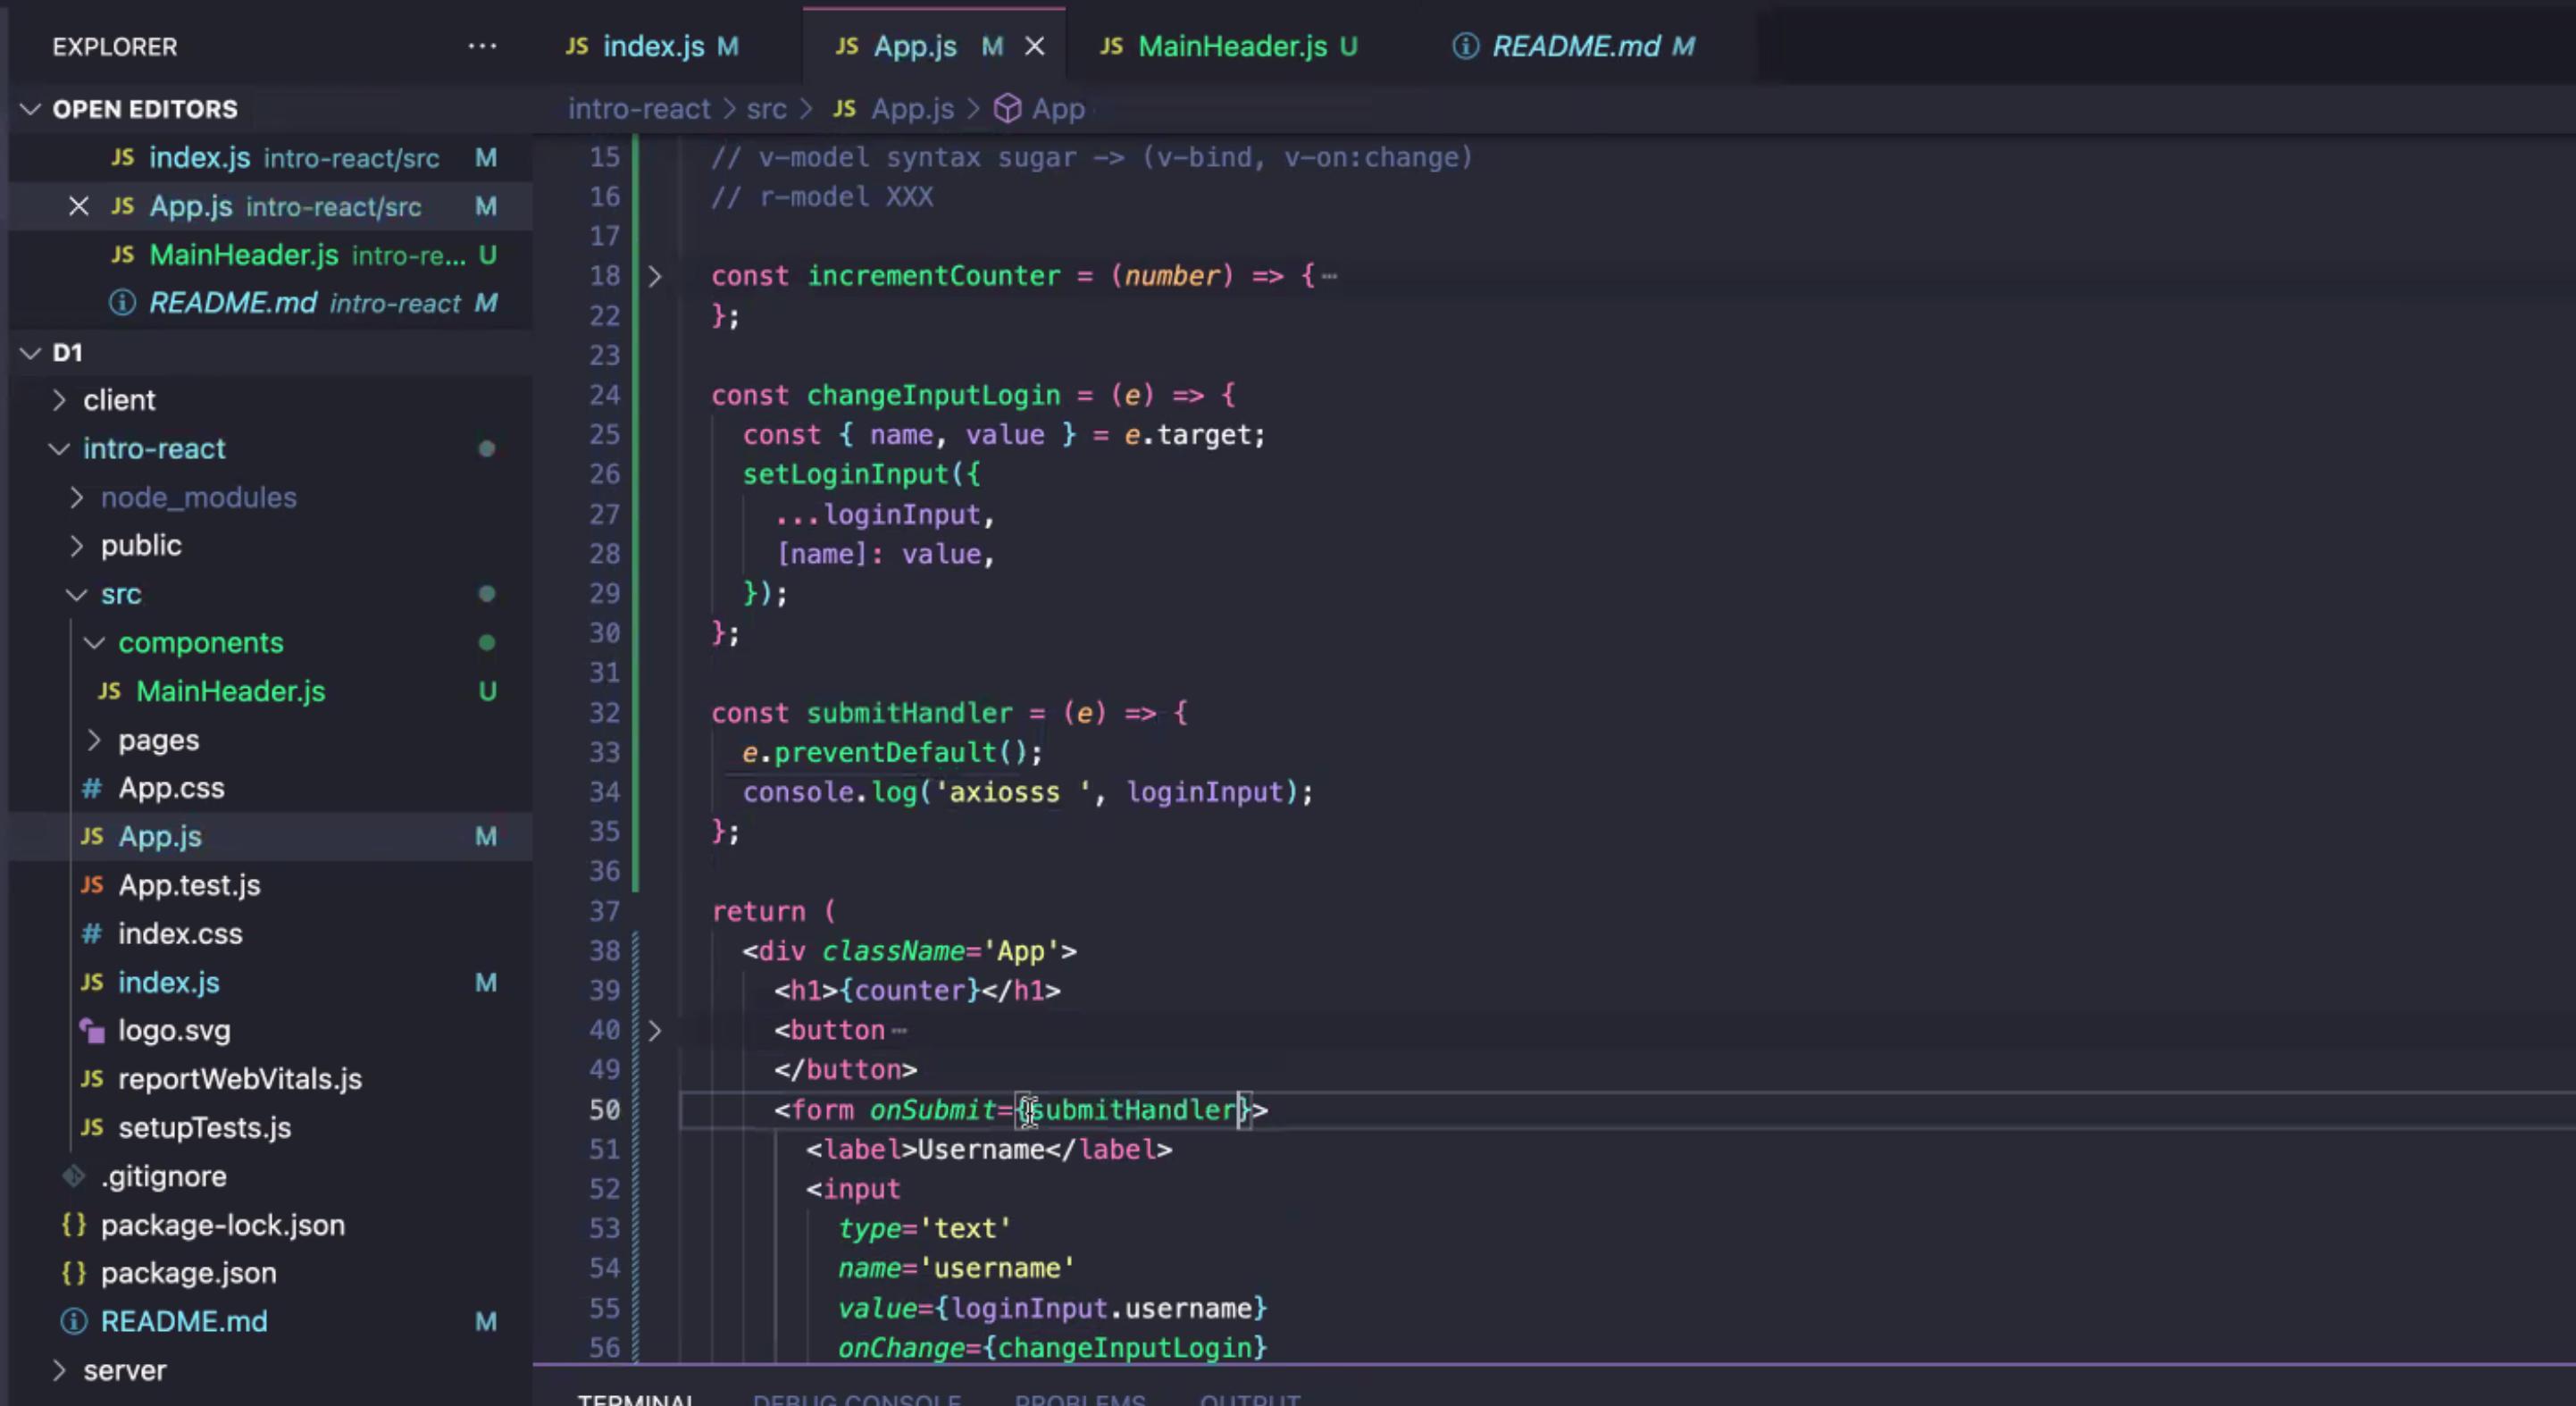 EXPLORER ...
JS index.js M
JS App.js M
JS MainHeader.js U
README.md M
OPEN EDITORS
JS index.js intro-react/src M
JS App.js intro-react/src M
JS MainHeader.js intro-re... U
README.md intro-react M
D1
client
intro-react
node_modules
public
src
components
JS MainHeader.js U
pages
# App.css
JS App.js M
JS App.test.js
# index.css
JS index.js M
logo.svg
JS reportWebVitals.js
JS setupTests.js
.gitignore
{} package-lock.json
{} package.json
README.md M
server
intro-react > src > JS App.js > App
15 // v-model syntax sugar -> (v-bind, v-on:change)
16 // r-model XXX
17
18 const incrementCounter = (number) => {
22 };
23
24 const changeInputLogin = (e) => {
25 const { name, value } = e.target;
26 setLoginInput({
27 ...loginInput,
28 [name]: value,
29 });
30 };
31
32 const submitHandler = (e) => {
33 e.preventDefault();
34 console.log('axiosss ', loginInput);
35 };
36
37 return (
38 <div className='App'>
39 <h1>{counter}</h1>
40 <button
49 </button>
50 <form onSubmit={submitHandler}>
51 <label>Username</label>
52 <input
53 type='text'
54 name='username'
55 value={loginInput.username}
56 onChange={changeInputLogin}
TERMINAL DEBUG CONSOLE PROBLEMS OUTPUT